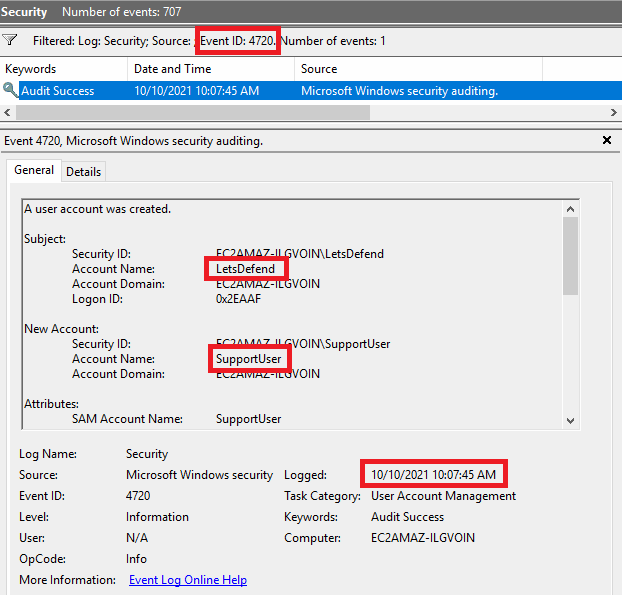 Security Number of events: 707
Filtered: Log: Security; Source: ; Event ID: 4720. Number of events: 1
Keywords Date and Time Source
Audit Success 10/10/2021 10:07:45 AM Microsoft Windows security auditing.
Event 4720, Microsoft Windows security auditing.
General Details
A user account was created.
Subject:
Security ID: EC2AMAZ-ILGVOIN\LetsDefend
Account Name: LetsDefend
Account Domain: EC2AMAZ-ILGVOIN
Logon ID: 0x2EAAF
New Account:
Security ID: EC2AMAZ-ILGVOIN\SupportUser
Account Name: SupportUser
Account Domain: EC2AMAZ-ILGVOIN
Attributes:
SAM Account Name: SupportUser
Log Name: Security
Source: Microsoft Windows security Logged: 10/10/2021 10:07:45 AM
Event ID: 4720 Task Category: User Account Management
Level: Information Keywords: Audit Success
User: N/A Computer: EC2AMAZ-ILGVOIN
OpCode: Info
More Information: Event Log Online Help